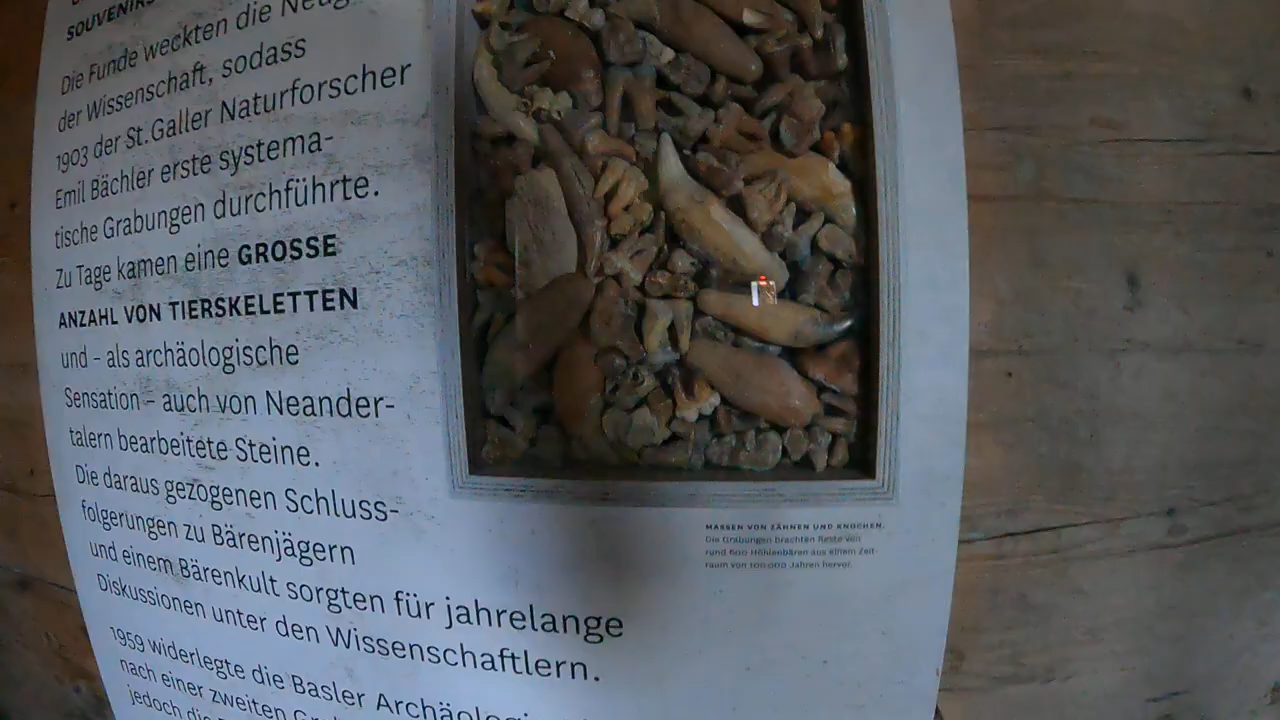 SOUVENIRS
Die Funde weckten die Neug
der Wissenschaft, sodass
1903 der St.Galler Naturforscher
Emil Bächler erste systema-
tische Grabungen durchführte.
Zu Tage kamen eine GROSSE
ANZAHL VON TIERSKELETTEN
und – als archäologische
Sensation – auch von Neander-
talern bearbeitete Steine.
Die daraus gezogenen Schluss-
folgerungen zu Bärenjägern
und einem Bärenkult sorgten für jahrelange
Diskussionen unter den Wissenschaftlern.
1959 widerlegte die Basler Archäologi
nach einer zweiten
jedoch die
MASSEN VON ZÄHNEN UND KNOCHEN.
Die Grabungen brachten Reste von
rund 600 Höhlenbären aus einem Zeit-
raum von 100 000 Jahren hervor.